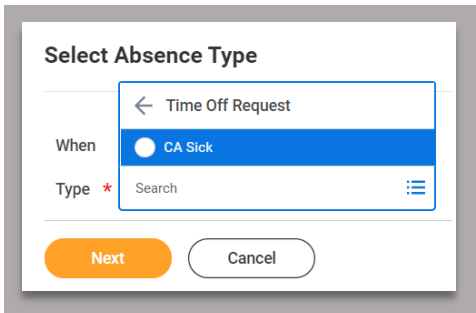 Select Absence Type
Time Off Request
When
CA Sick
Type *
Search
Next
Cancel